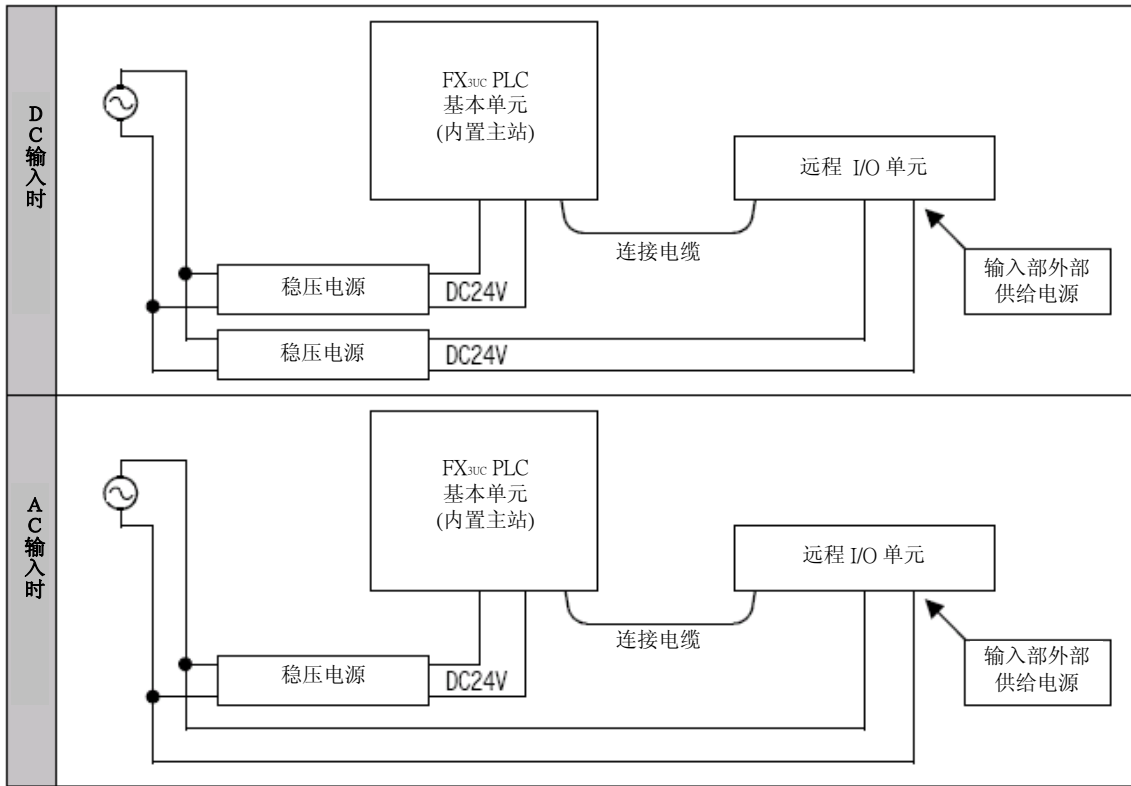 DC输入时
FX3UC PLC
基本单元
(内置主站)
远程 I/O 单元
连接电缆
输入部外部
供给电源
稳压电源
DC24V
稳压电源
DC24V
AC输入时
FX3UC PLC
基本单元
(内置主站)
远程 I/O 单元
连接电缆
输入部外部
供给电源
稳压电源
DC24V